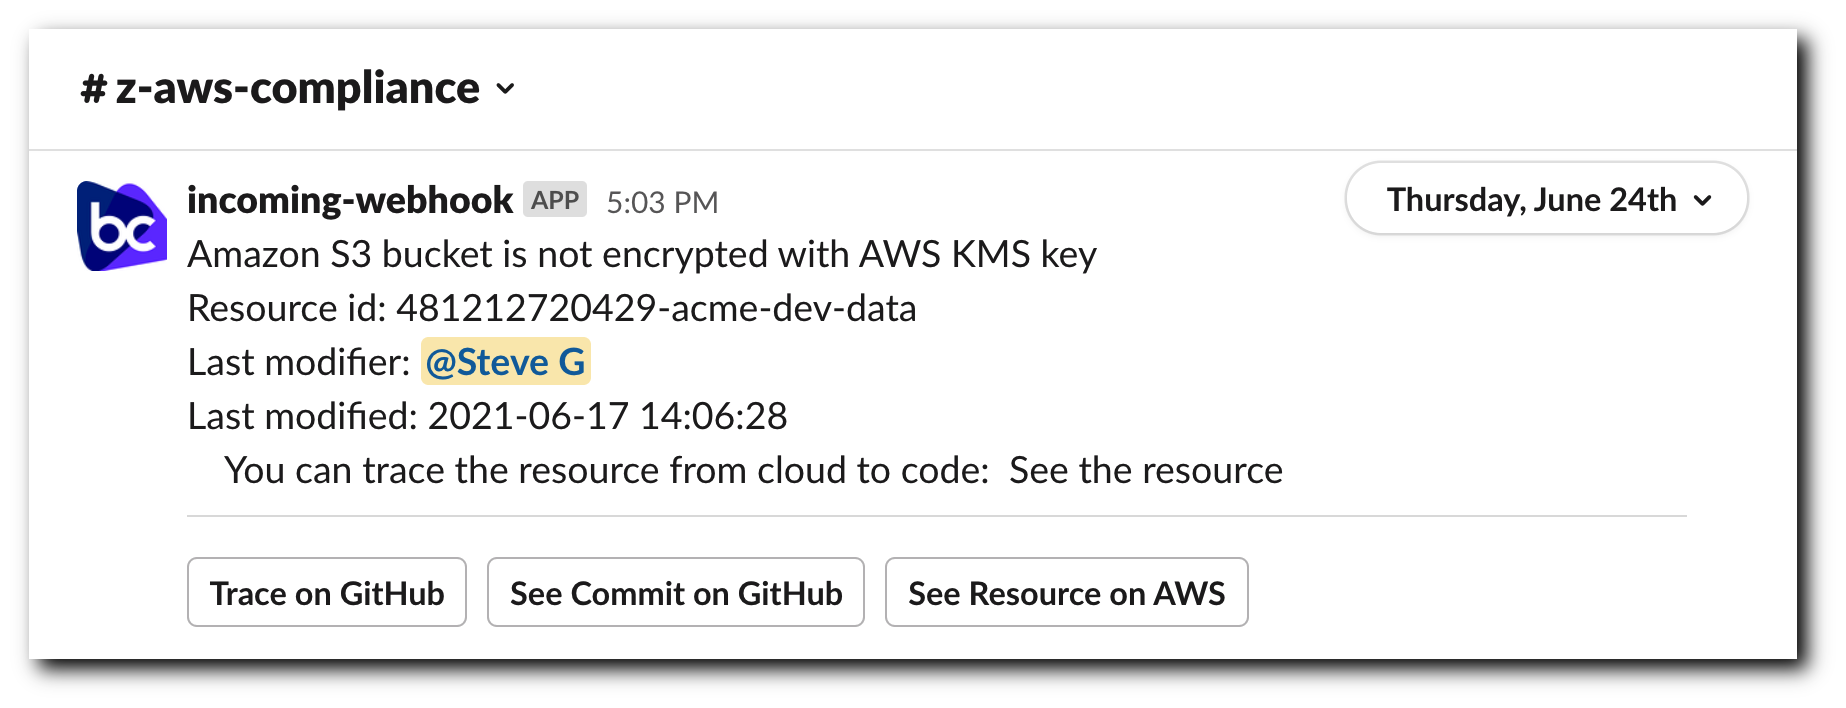 # z-aws-compliance
bc
incoming-webhook APP 5:03 PM
Thursday, June 24th
Amazon S3 bucket is not encrypted with AWS KMS key
Resource id: 481212720429-acme-dev-data
Last modifier: @Steve G
Last modified: 2021-06-17 14:06:28
You can trace the resource from cloud to code: See the resource
Trace on GitHub
See Commit on GitHub
See Resource on AWS